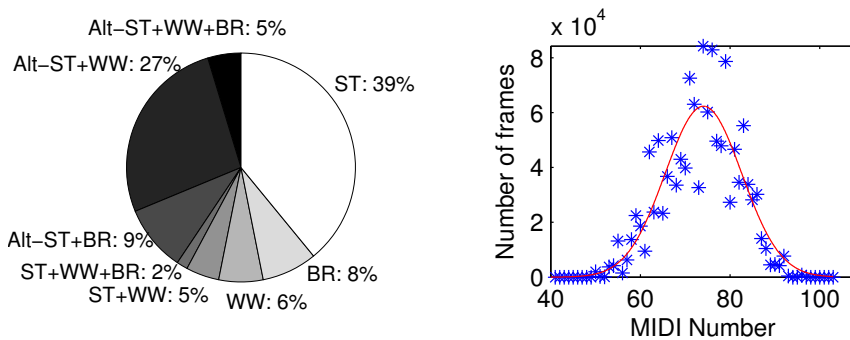 Alt−ST+WW+BR: 5%
Alt−ST+WW: 27%
ST: 39%
Alt−ST+BR: 9%
ST+WW+BR: 2%
ST+WW: 5%
WW: 6%
BR: 8%
x 10^4
8
6
4
2
0
Number of frames
40 60 80 100
MIDI Number